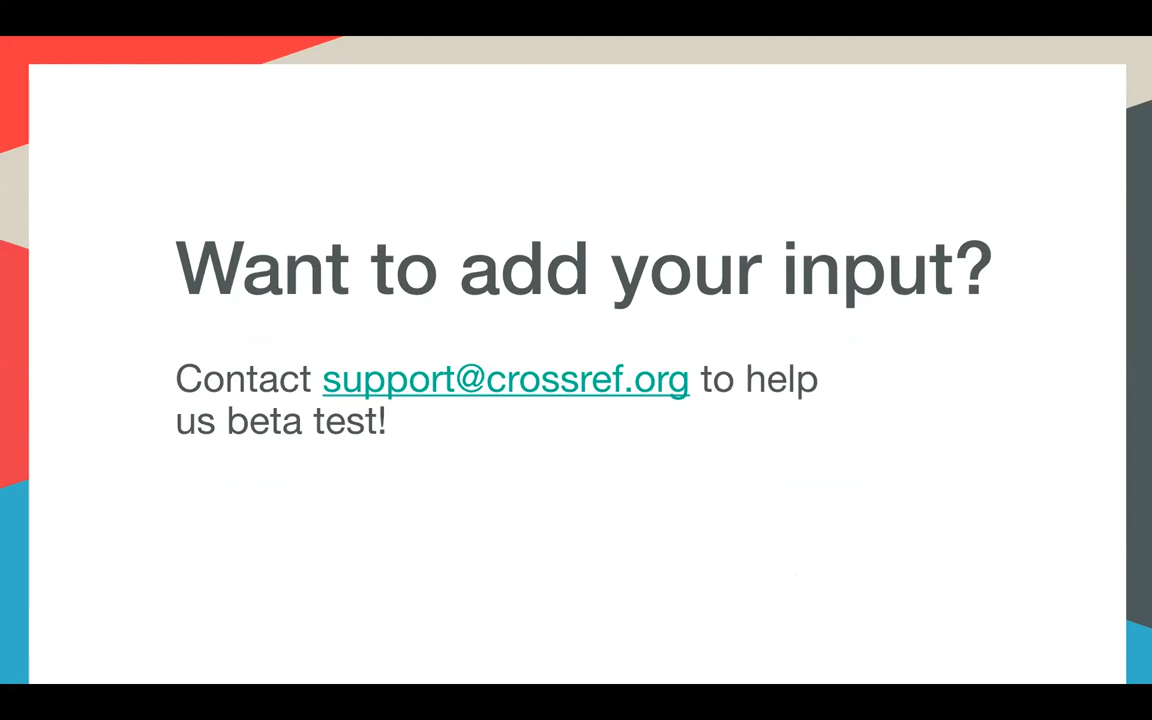 Want to add your input?
Contact support@crossref.org to help
us beta test!